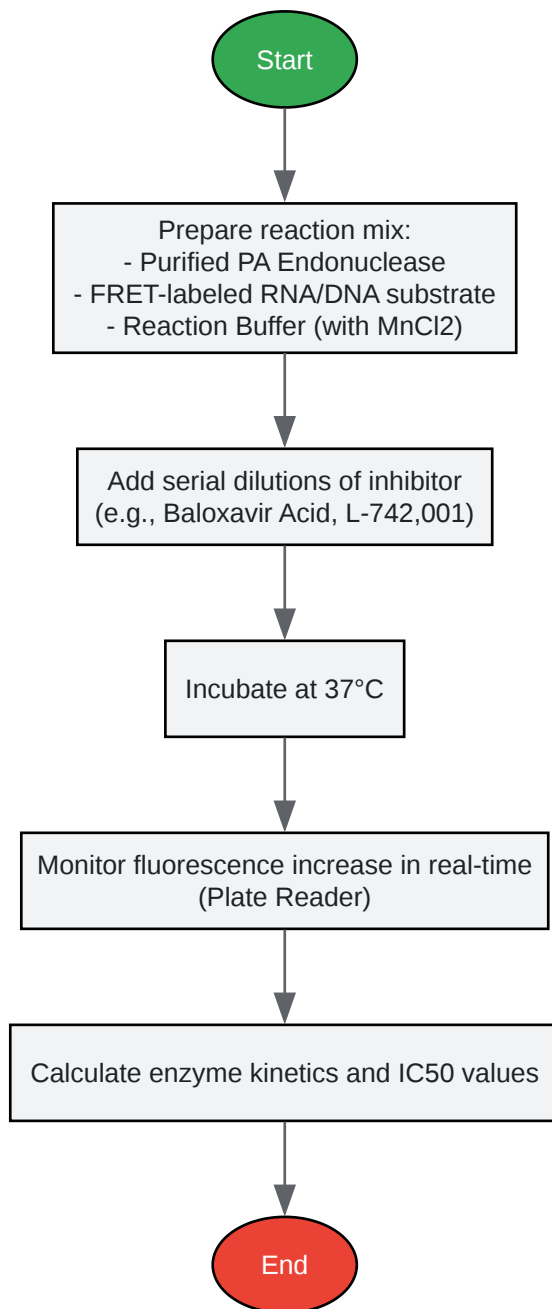 Start
Prepare reaction mix:
- Purified PA Endonuclease
- FRET-labeled RNA/DNA substrate
- Reaction Buffer (with MnCl2)
Add serial dilutions of inhibitor
(e.g., Baloxavir Acid, L-742,001)
Incubate at 37°C
Monitor fluorescence increase in real-time
(Plate Reader)
Calculate enzyme kinetics and IC50 values
End